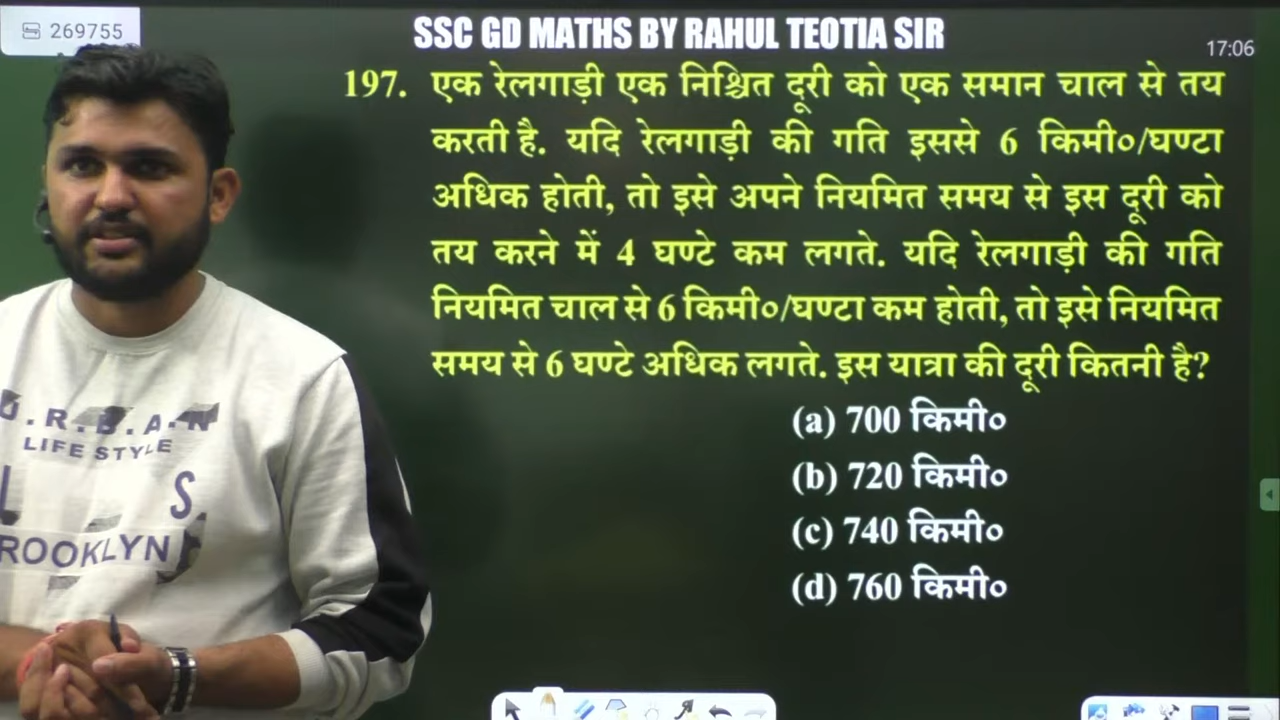 269755
SSC GD MATHS BY RAHUL TEOTIA SIR
17:06
197. एक रेलगाड़ी एक निश्चित दूरी को एक समान चाल से तय
करती है. यदि रेलगाड़ी की गति इससे 6 किमी०/घण्टा
अधिक होती, तो इसे अपने नियमित समय से इस दूरी को
तय करने में 4 घण्टे कम लगते. यदि रेलगाड़ी की गति
नियमित चाल से 6 किमी०/घण्टा कम होती, तो इसे नियमित
समय से 6 घण्टे अधिक लगते. इस यात्रा की दूरी कितनी है?
(a) 700 किमी०
(b) 720 किमी०
(c) 740 किमी०
(d) 760 किमी०
U.R.B.A.N
LIFE STYLE
L S
ROOKLYN